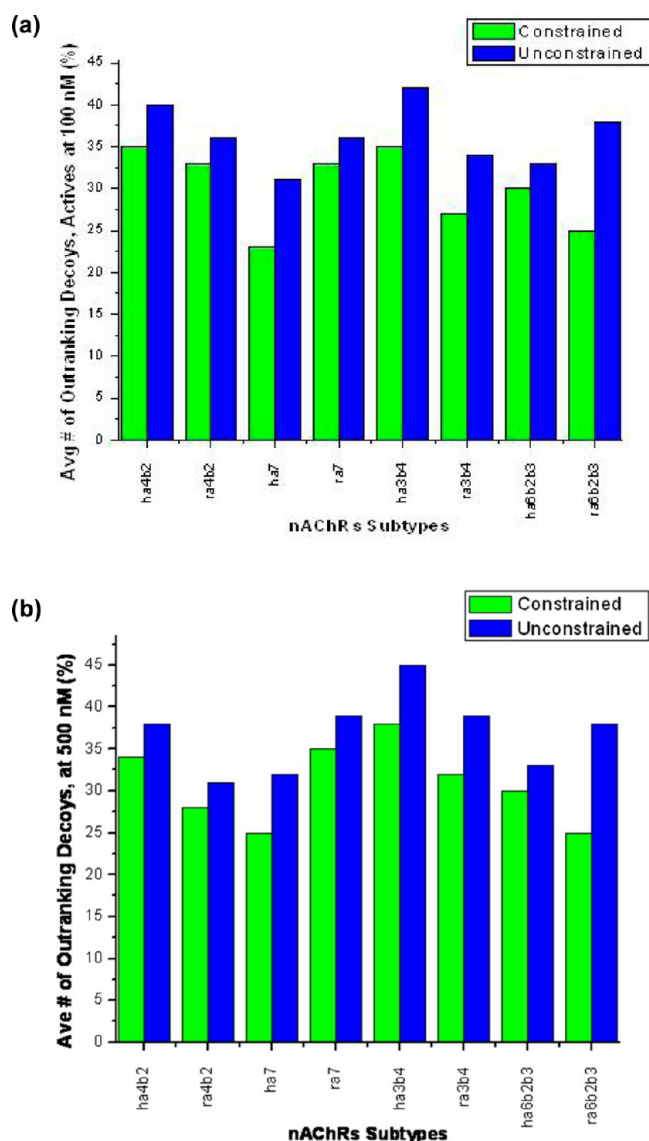 (a)
Constrained
Unconstrained
Avg # of Outranking Decoys, Actives at 100 nM (%)
45
40
35
30
25
20
15
10
5
0
ha4b2
ra4b2
ha7
ra7
ha3b4
ra3b4
ha6b2b3
ra6b2b3
nAChRs Subtypes
(b)
Constrained
Unconstrained
Ave # of Outranking Decoys, at 500 nM (%)
45
40
35
30
25
20
15
10
5
0
ha4b2
ra4b2
ha7
ra7
ha3b4
ra3b4
ha6b2b3
ra6b2b3
nAChRs Subtypes